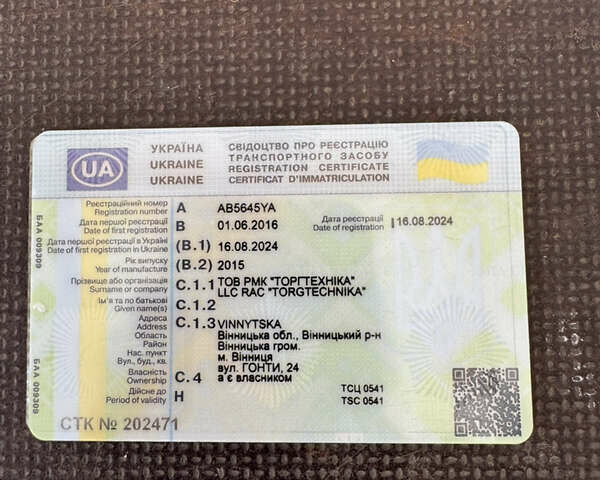 UA
УКРАЇНА
UKRAINE
UKRAINE
СВІДОЦТВО ПРО РЕЄСТРАЦІЮ
ТРАНСПОРТНОГО ЗАСОБУ
REGISTRATION CERTIFICATE
CERTIFICAT D'IMMATRICULATION
Реєстраційний номер
Registration number A AB5645YA
Дата першої реєстрації
Date of first registration B 01.06.2016
Дата реєстрації
Date of registration I 16.08.2024
Дата першої реєстрації в Україні
Date of first registration in Ukraine (B.1) 16.08.2024
Рік випуску
Year of manufacture (B.2) 2015
Прізвище або організація
Surname or company C.1.1 ТОВ РМК "ТОРГТЕХНІКА"
LLC RAC "TORGTECHNIKA"
Ім'я та по батькові
Given name(s) C.1.2
Адреса
Address
Область
Район
Нас. пункт
Вул., буд., кв.
C.1.3 VINNYTSKA
Вінницька обл., Вінницький р-н
Вінницька гром.
м. Вінниця
вул. ГОНТИ, 24
Власність
Ownership C.4 а є власником
Дійсне до
Period of validity H
ТСЦ 0541
TSC 0541
СТК № 202471
БАА 009309
БАА 009309